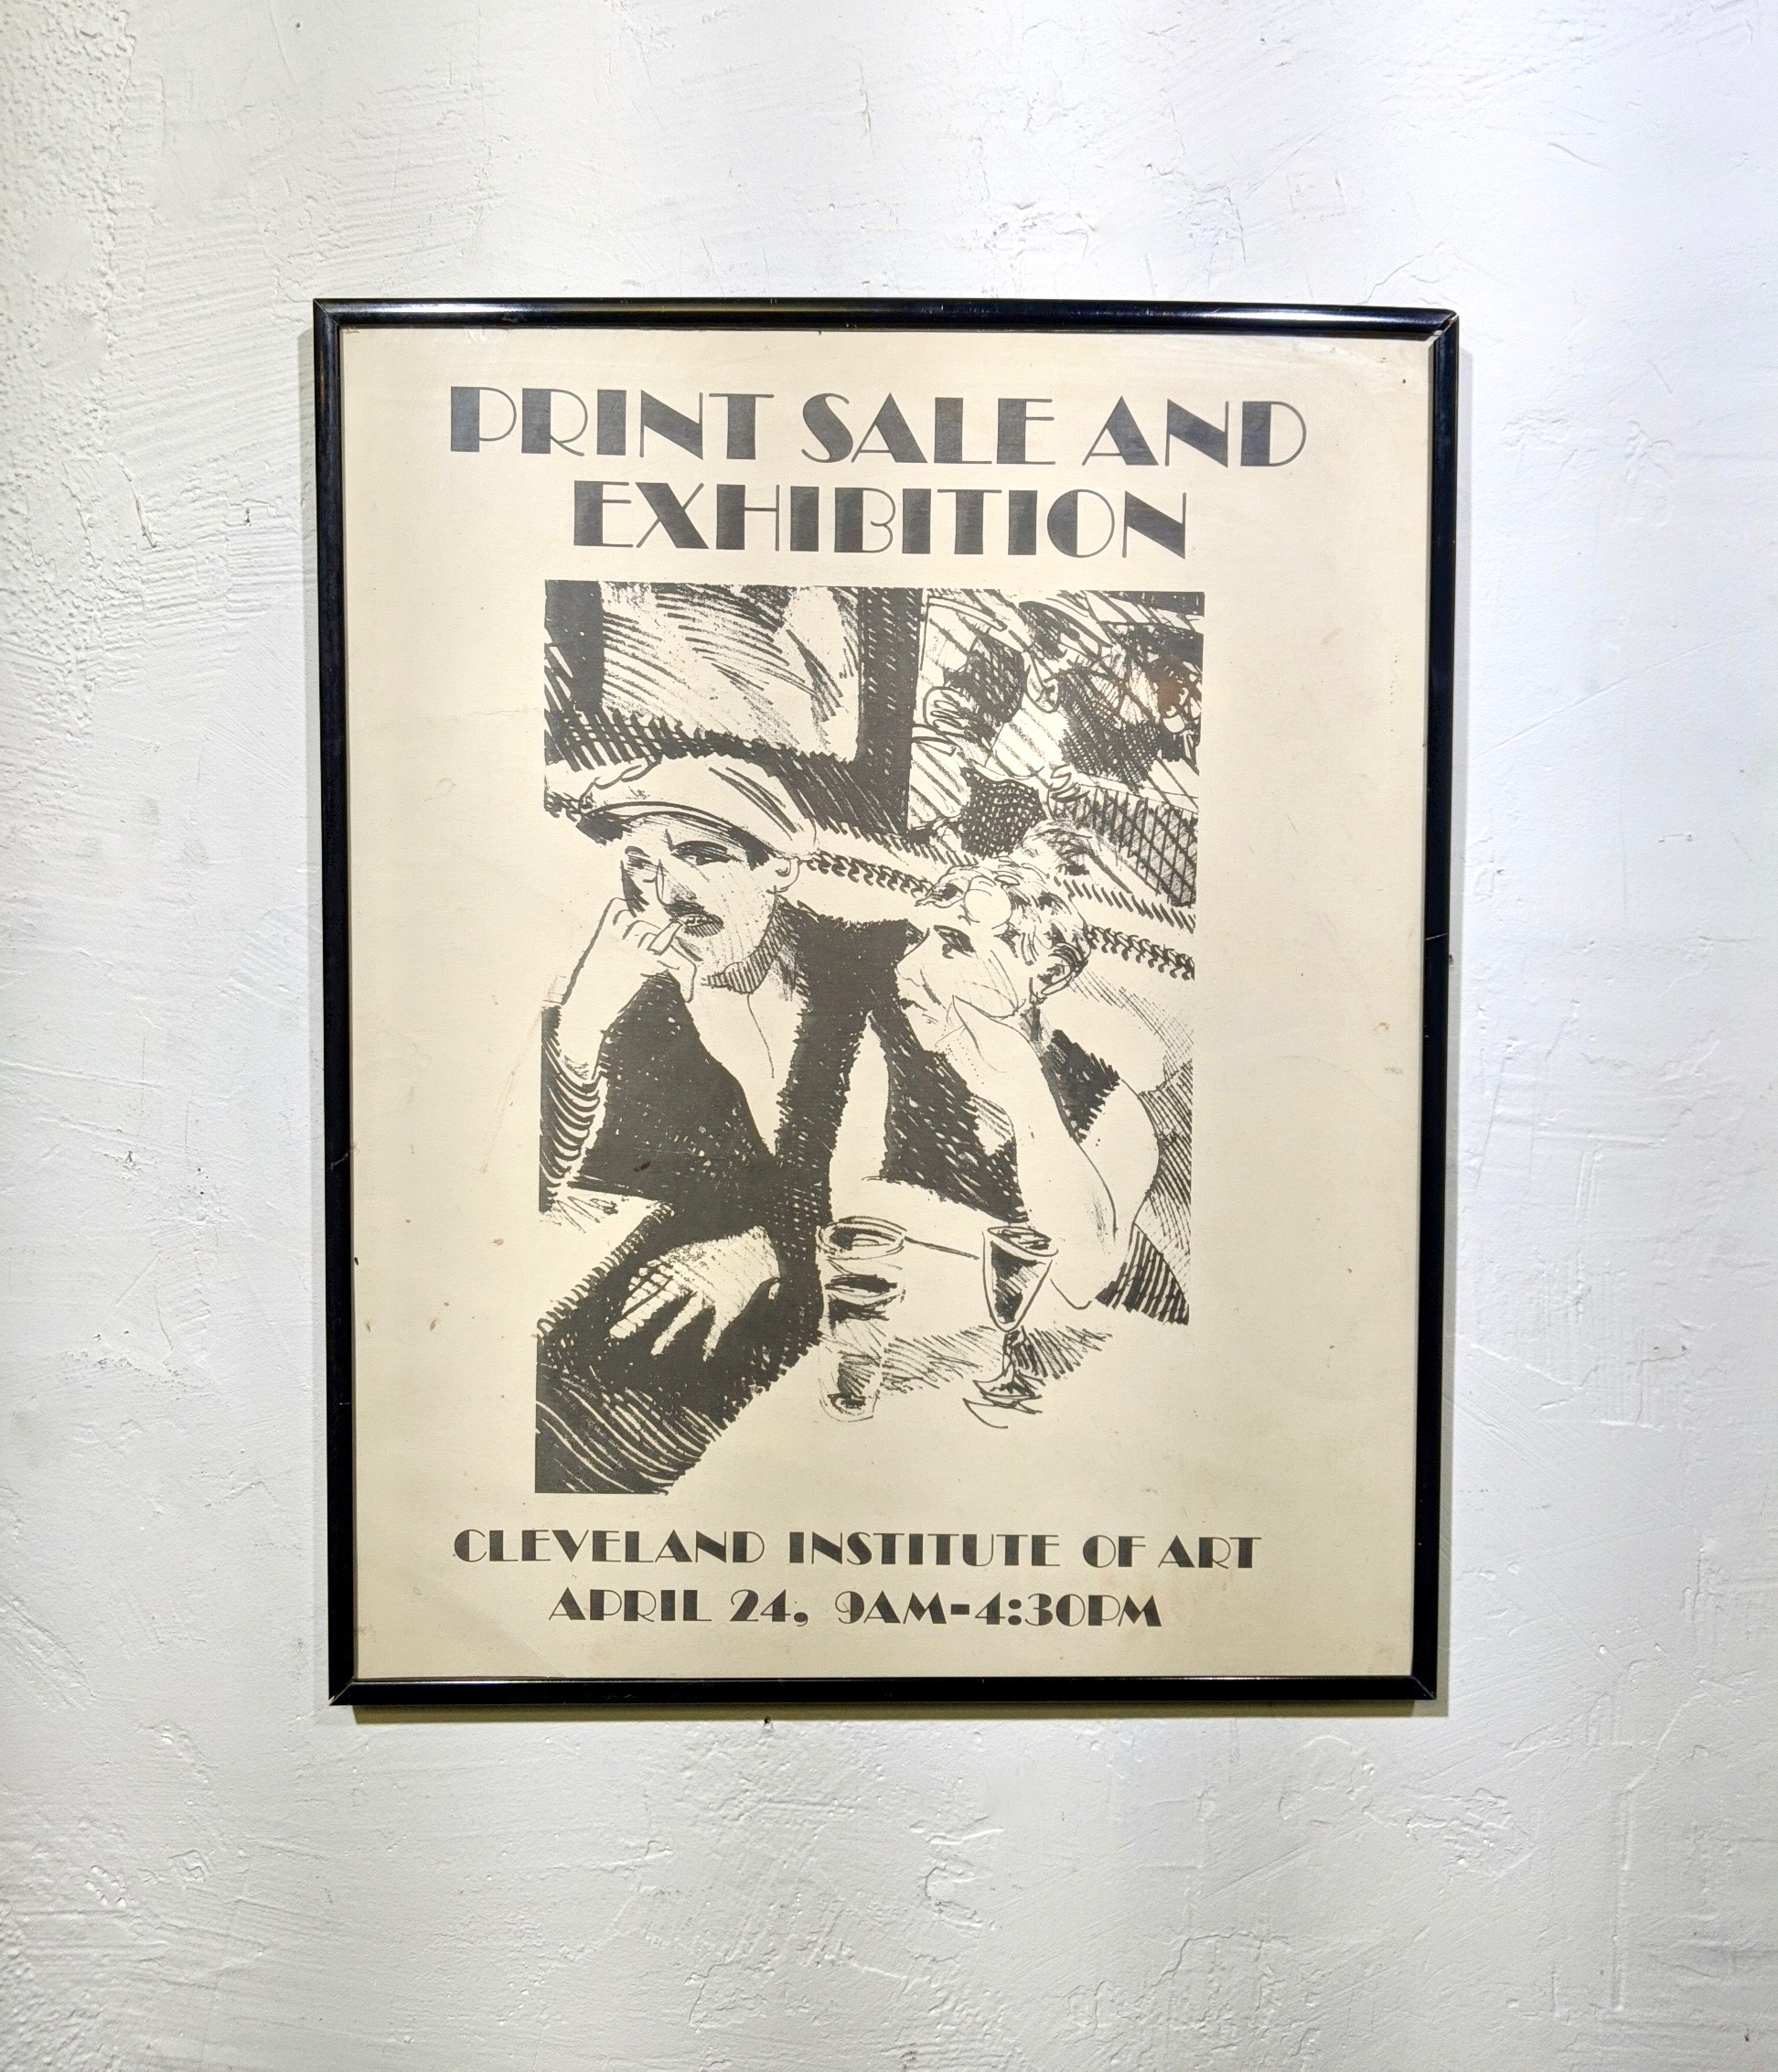 PRINT SALE AND
EXHIBITION
CLEVELAND INSTITUTE OF ART
APRIL 24, 9AM-4:30PM